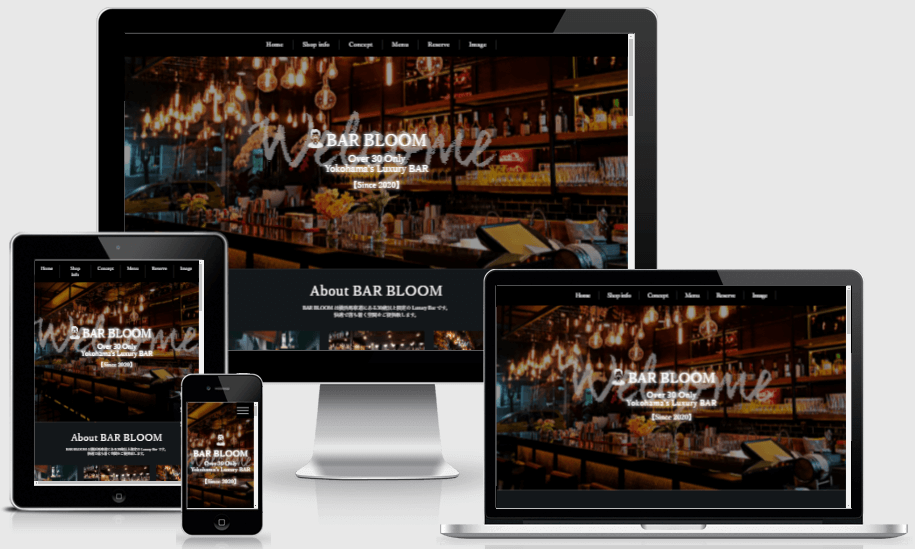 Home Shop info Concept Menu Reserve Image
Welcome
BAR BLOOM
Over 30 Only
Yokohama's Luxury BAR
【Since 2020】
About BAR BLOOM
Home Shop Info Concept Menu Reserve Image
Welcome
BAR BLOOM
Over 30 Only
Yokohama's Luxury BAR
【Since 2020】
About BAR BLOOM
BAR BLOOM
Over 30 Only
Yokohama's Luxury BAR
【Since 2020】
Home Shop info Concept Menu Reserve Image
Welcome
BAR BLOOM
Over 30 Only
Yokohama's Luxury BAR
【Since 2020】